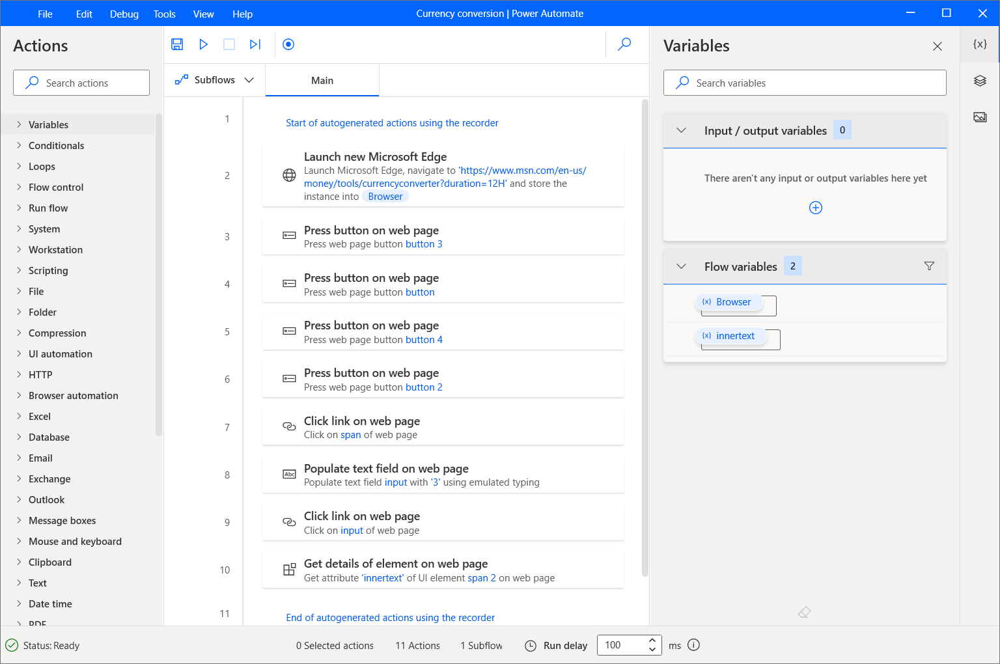 File Edit Debug Tools View Help
Currency conversion | Power Automate
Actions
Search actions
Variables
Conditionals
Loops
Flow control
Run flow
System
Workstation
Scripting
File
Folder
Compression
UI automation
HTTP
Browser automation
Excel
Database
Email
Exchange
Outlook
Message boxes
Mouse and keyboard
Clipboard
Text
Date time
PDF
Subflows
Main
1
Start of autogenerated actions using the recorder
2
Launch new Microsoft Edge
Launch Microsoft Edge, navigate to 'https://www.msn.com/en-us/
money/tools/currencyconverter?duration=12H' and store the
instance into Browser
3
Press button on web page
Press web page button button 3
4
Press button on web page
Press web page button button
5
Press button on web page
Press web page button button 4
6
Press button on web page
Press web page button button 2
7
Click link on web page
Click on span of web page
8
Abc
Populate text field on web page
Populate text field input with '3' using emulated typing
9
Click link on web page
Click on input of web page
10
Get details of element on web page
Get attribute 'innertext' of UI element span 2 on web page
11
End of autogenerated actions using the recorder
Variables
{x}
Search variables
Input / output variables 0
There aren't any input or output variables here yet
Flow variables 2
{x} Browser
{x} innertext
Status: Ready
0 Selected actions
11 Actions
1 Subflow
Run delay
100
ms